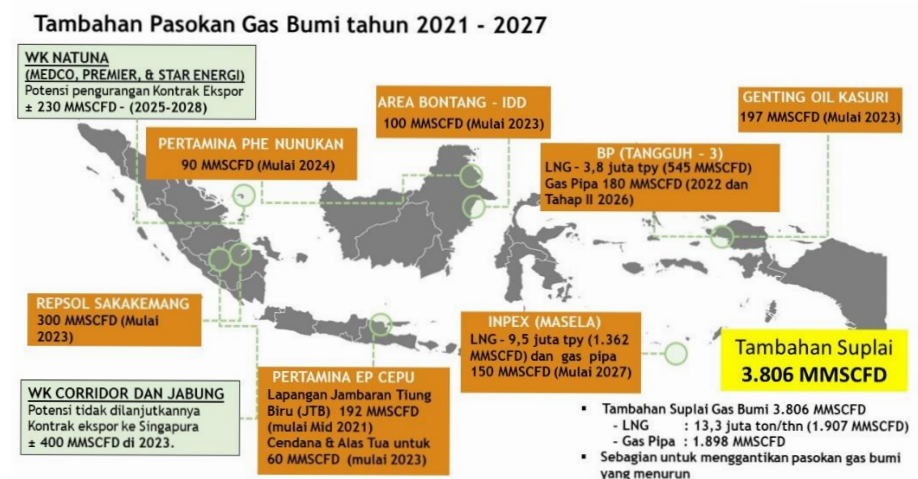 Tambahan Pasokan Gas Bumi tahun 2021 - 2027
WK NATUNA
(MEDCO, PREMIER, & STAR ENERGI)
Potensi pengurangan Kontrak Ekspor
± 230 MMSCFD - (2025-2028)
PERTAMINA PHE NUNUKAN
90 MMSCFD (Mulai 2024)
AREA BONTANG - IDD
100 MMSCFD (Mulai 2023)
GENTING OIL KASURI
197 MMSCFD (Mulai 2023)
BP (TANGGUH - 3)
LNG - 3,8 juta tpy (545 MMSCFD)
Gas Pipa 180 MMSCFD (2022 dan
Tahap II 2026)
REPSOL SAKAKEMANG
300 MMSCFD (Mulai
2023)
WK CORRIDOR DAN JABUNG
Potensi tidak dilanjutkannya
Kontrak ekspor ke Singapura
± 400 MMSCFD di 2023.
PERTAMINA EP CEPU
Lapangan Jambaran Tiung
Biru (JTB) 192 MMSCFD
(mulai Mid 2021)
Cendana & Alas Tua untuk
60 MMSCFD (mulai 2023)
INPEX (MASELA)
LNG - 9,5 juta tpy (1.362
MMSCFD) dan gas pipa
150 MMSCFD (Mulai 2027)
Tambahan Suplai
3.806 MMSCFD
▪ Tambahan Suplai Gas Bumi 3.806 MMSCFD
- LNG : 13,3 juta ton/thn (1.907 MMSCFD)
- Gas Pipa : 1.898 MMSCFD
▪ Sebagian untuk menggantikan pasokan gas bumi
yang menurun